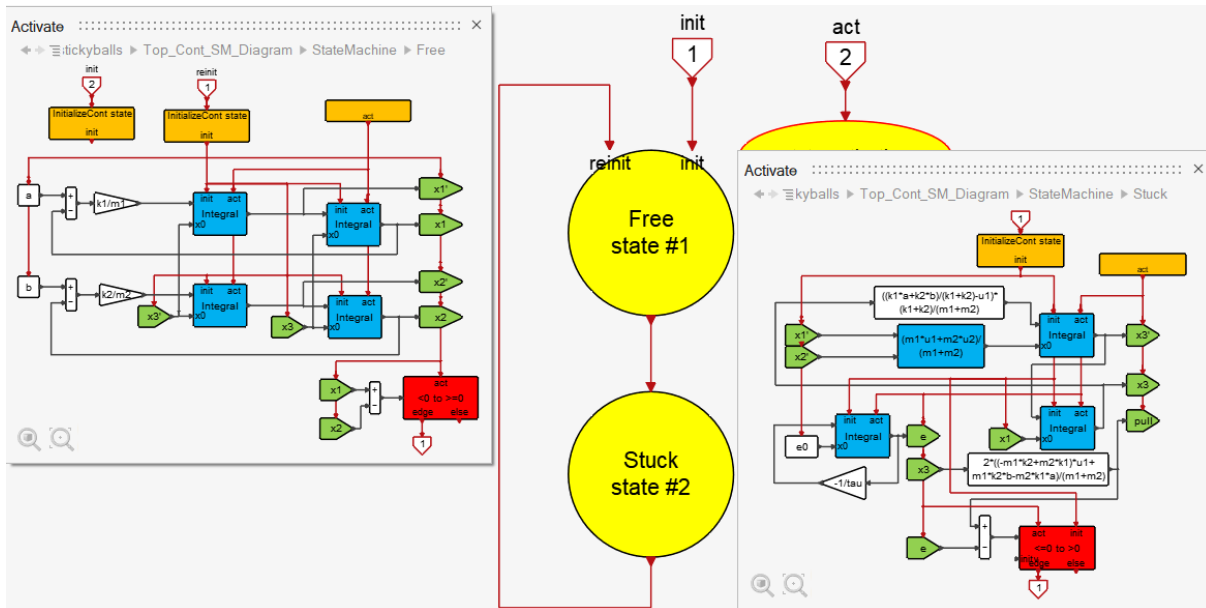 Activate
:tickyballs ▸ Top_Cont_SM_Diagram ▸ StateMachine ▸ Free
init
2
reinit
1
InitializeCont state
init
InitializeCont state
init
act
a
+
−
k1/m1
init act
Integral
x0
init act
Integral
x0
x1'
x1
b
+
−
k2/m2
init act
Integral
x0
init act
Integral
x0
x3'
x3
x2'
x2
x1
x2
+
−
act
<0 to >=0
edge else
1
init
1
act
2
reinit
init
Free
state #1
Stuck
state #2
Activate
kyballs ▸ Top_Cont_SM_Diagram ▸ StateMachine ▸ Stuck
1
InitializeCont state
init
act
((k1*a+k2*b)/(k1+k2)-u1)*
(k1+k2)/(m1+m2)
x1'
x2'
(m1*u1+m2*u2)/
(m1+m2)
init act
Integral
x0
x3'
x3
pull
init act
Integral
x0
e0
e
x1
init act
Integral
x0
-1/tau
x3
2*((-m1*k2+m2*k1)*u1+
m1*k2*b-m2*k1*a)/(m1+m2)
e
+
−
act init
<=0 to >0
edge else
1